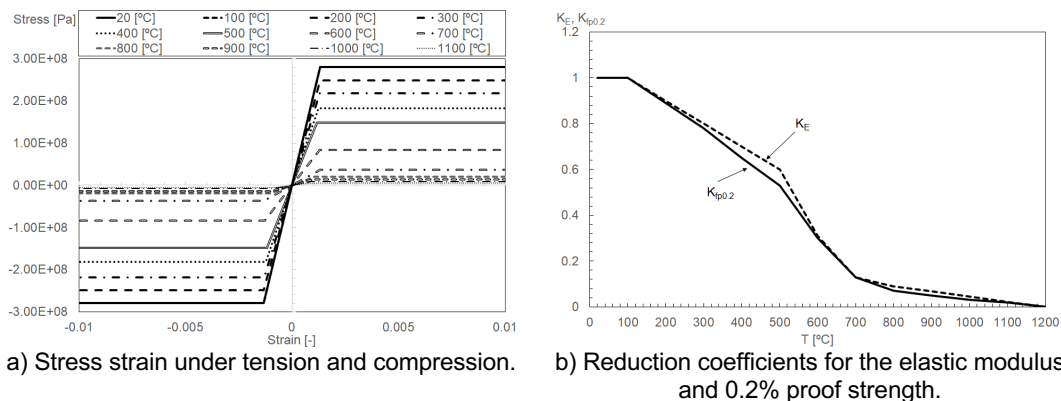 Stress [Pa]
20 [ºC] 100 [ºC] 200 [ºC] 300 [ºC]
400 [ºC] 500 [ºC] 600 [ºC] 700 [ºC]
800 [ºC] 900 [ºC] 1000 [ºC] 1100 [ºC]
3.00E+08
2.00E+08
1.00E+08
0.00E+00
-1.00E+08
-2.00E+08
-3.00E+08
-0.01 -0.005 0 0.005 0.01
Strain [-]
a) Stress strain under tension and compression.
K_E, K_fp0.2
1.2
1
0.8
0.6
0.4
0.2
0
K_E
K_fp0.2
0 100 200 300 400 500 600 700 800 900 1000 1100 1200
T [ºC]
b) Reduction coefficients for the elastic modulus
and 0.2% proof strength.